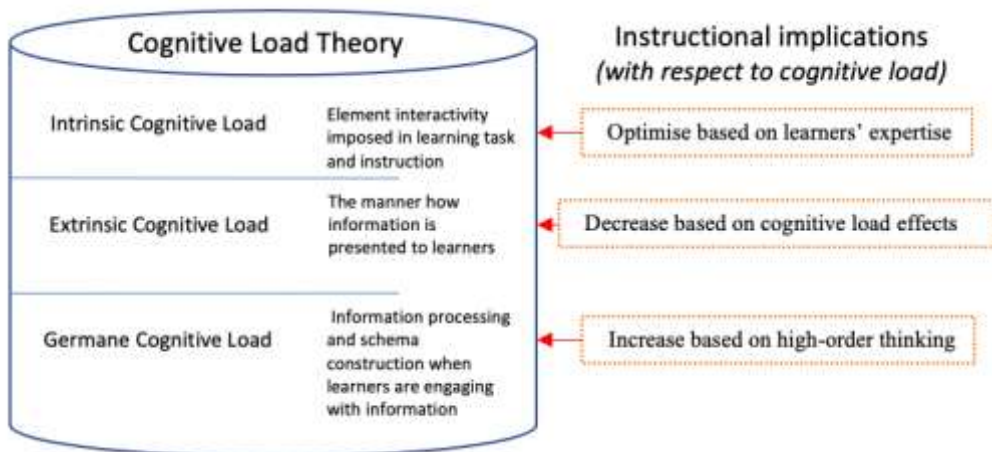 Cognitive Load Theory
Instructional implications
(with respect to cognitive load)
Intrinsic Cognitive Load
Element interactivity
imposed in learning task
and instruction
Optimise based on learners’ expertise
Extrinsic Cognitive Load
The manner how
information is
presented to learners
Decrease based on cognitive load effects
Germane Cognitive Load
Information processing
and schema
construction when
learners are engaging
with information
Increase based on high-order thinking